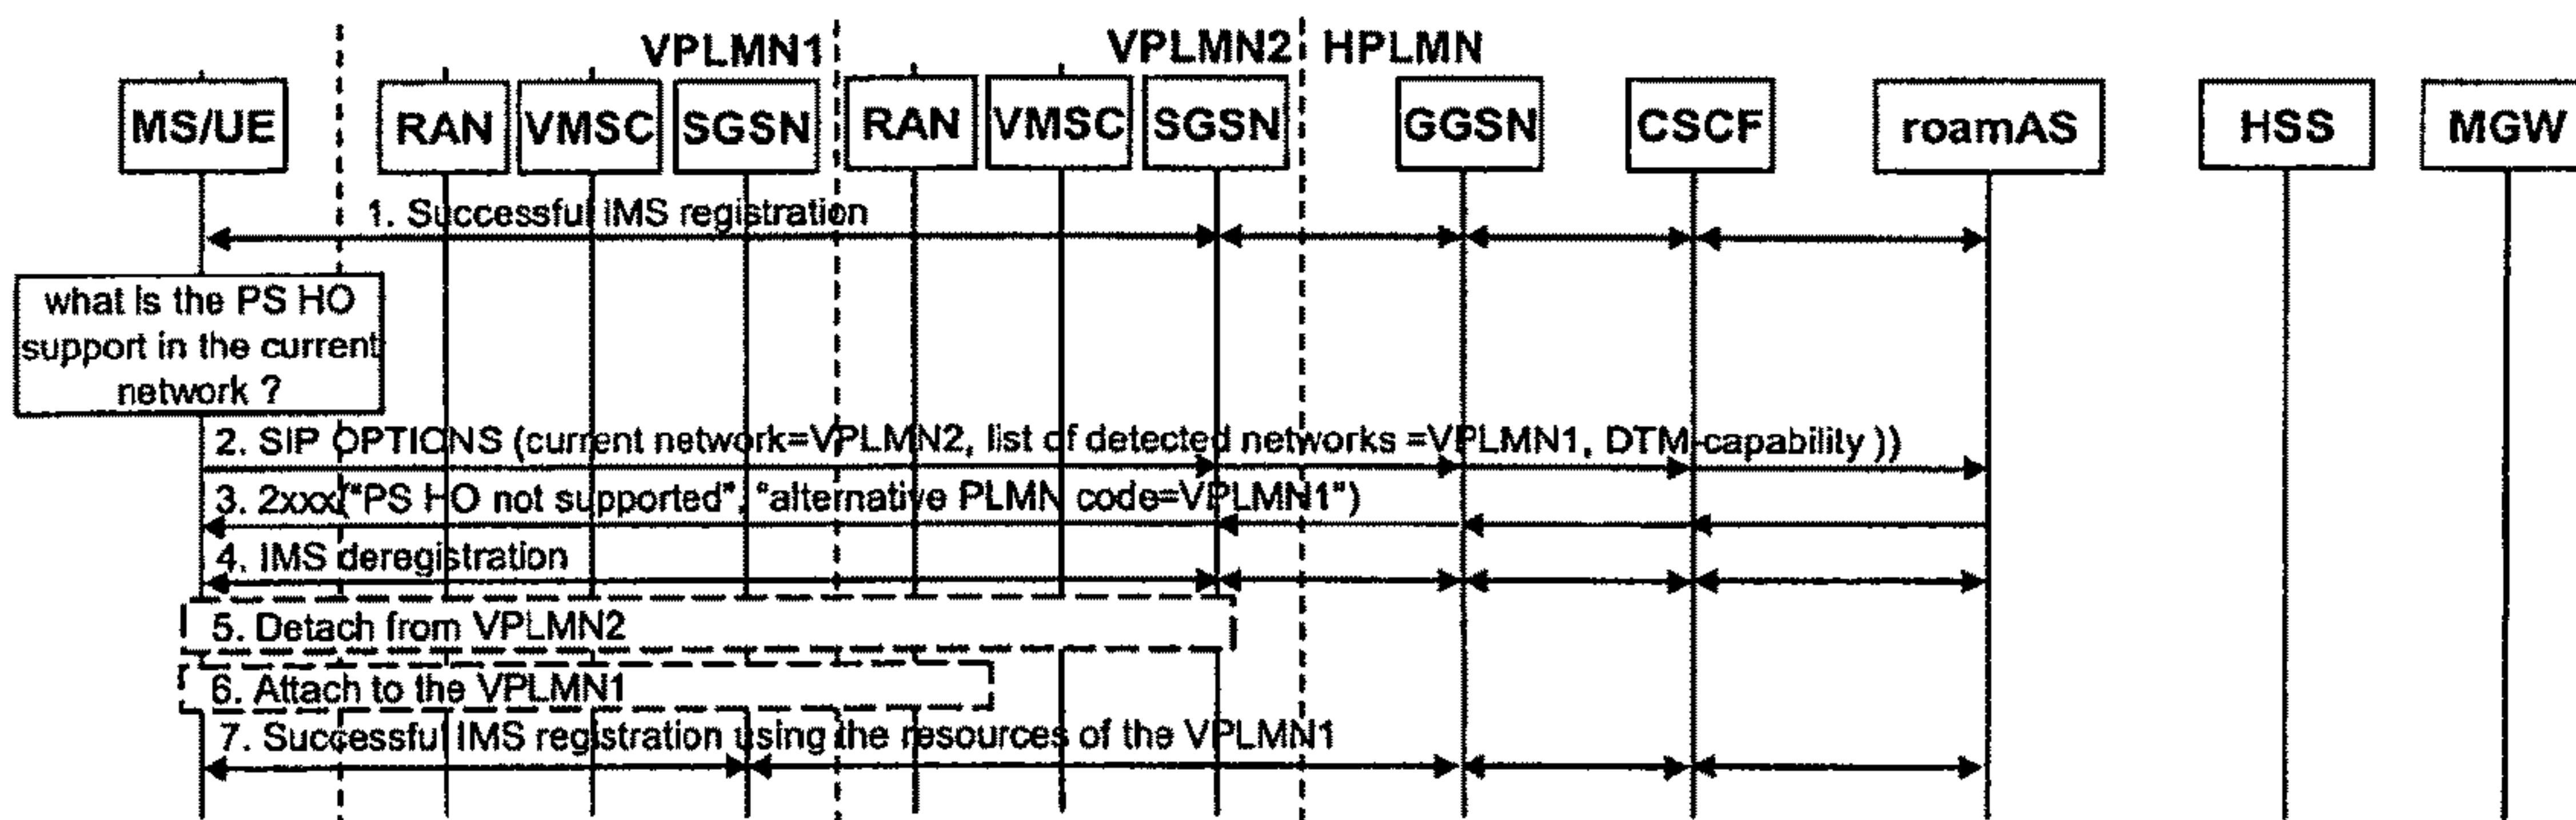 VPLMN1 VPLMN2 HPLMN
MS/UE RAN VMSC SGSN RAN VMSC SGSN GGSN CSCF roamAS HSS MGW
1. Successful IMS registration
what is the PS HO
support in the current
network ?
2. SIP OPTIONS (current network=VPLMN2, list of detected networks =VPLMN1, DTM-capability ))
3. 2xxx("PS HO not supported", "alternative PLMN code=VPLMN1")
4. IMS deregistration
5. Detach from VPLMN2
6. Attach to the VPLMN1
7. Successful IMS registration using the resources of the VPLMN1